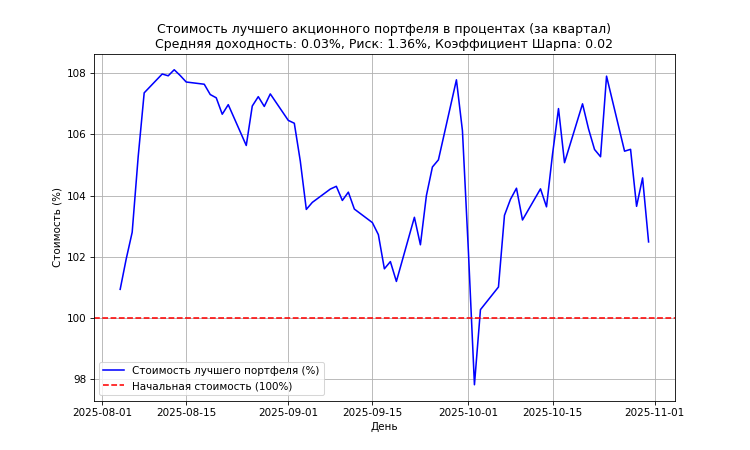 Стоимость лучшего акционного портфеля в процентах (за квартал)
Средняя доходность: 0.03%, Риск: 1.36%, Коэффициент Шарпа: 0.02
Стоимость (%)
108
106
104
102
100
98
Стоимость лучшего портфеля (%)
Начальная стоимость (100%)
2025-08-01 2025-08-15 2025-09-01 2025-09-15 2025-10-01 2025-10-15 2025-11-01
День